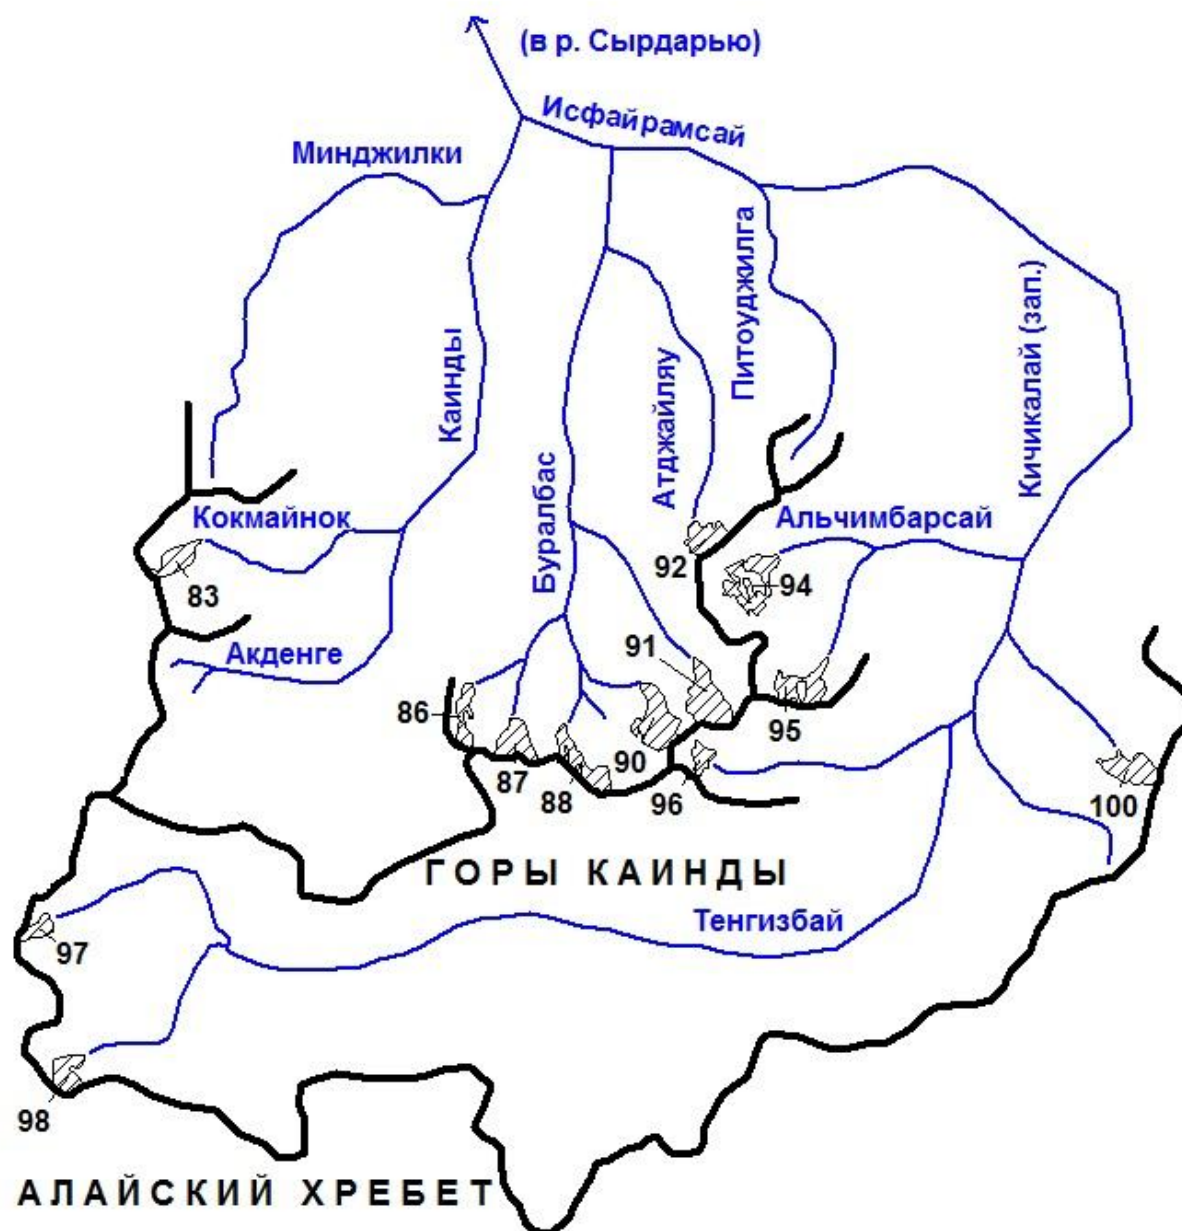 (в р. Сырдарью)
Исфайрамсай
Минджилки
Питоуджилга
Каинды
Кичикалай (зап.)
Атджайляу
Буралбас
Кокмайнок
Альчимбарсай
92
94
83
Акденге
91
86
95
87
90
88
96
100
ГОРЫ КАИНДЫ
Тенгизбай
97
98
АЛАЙСКИЙ ХРЕБЕТ